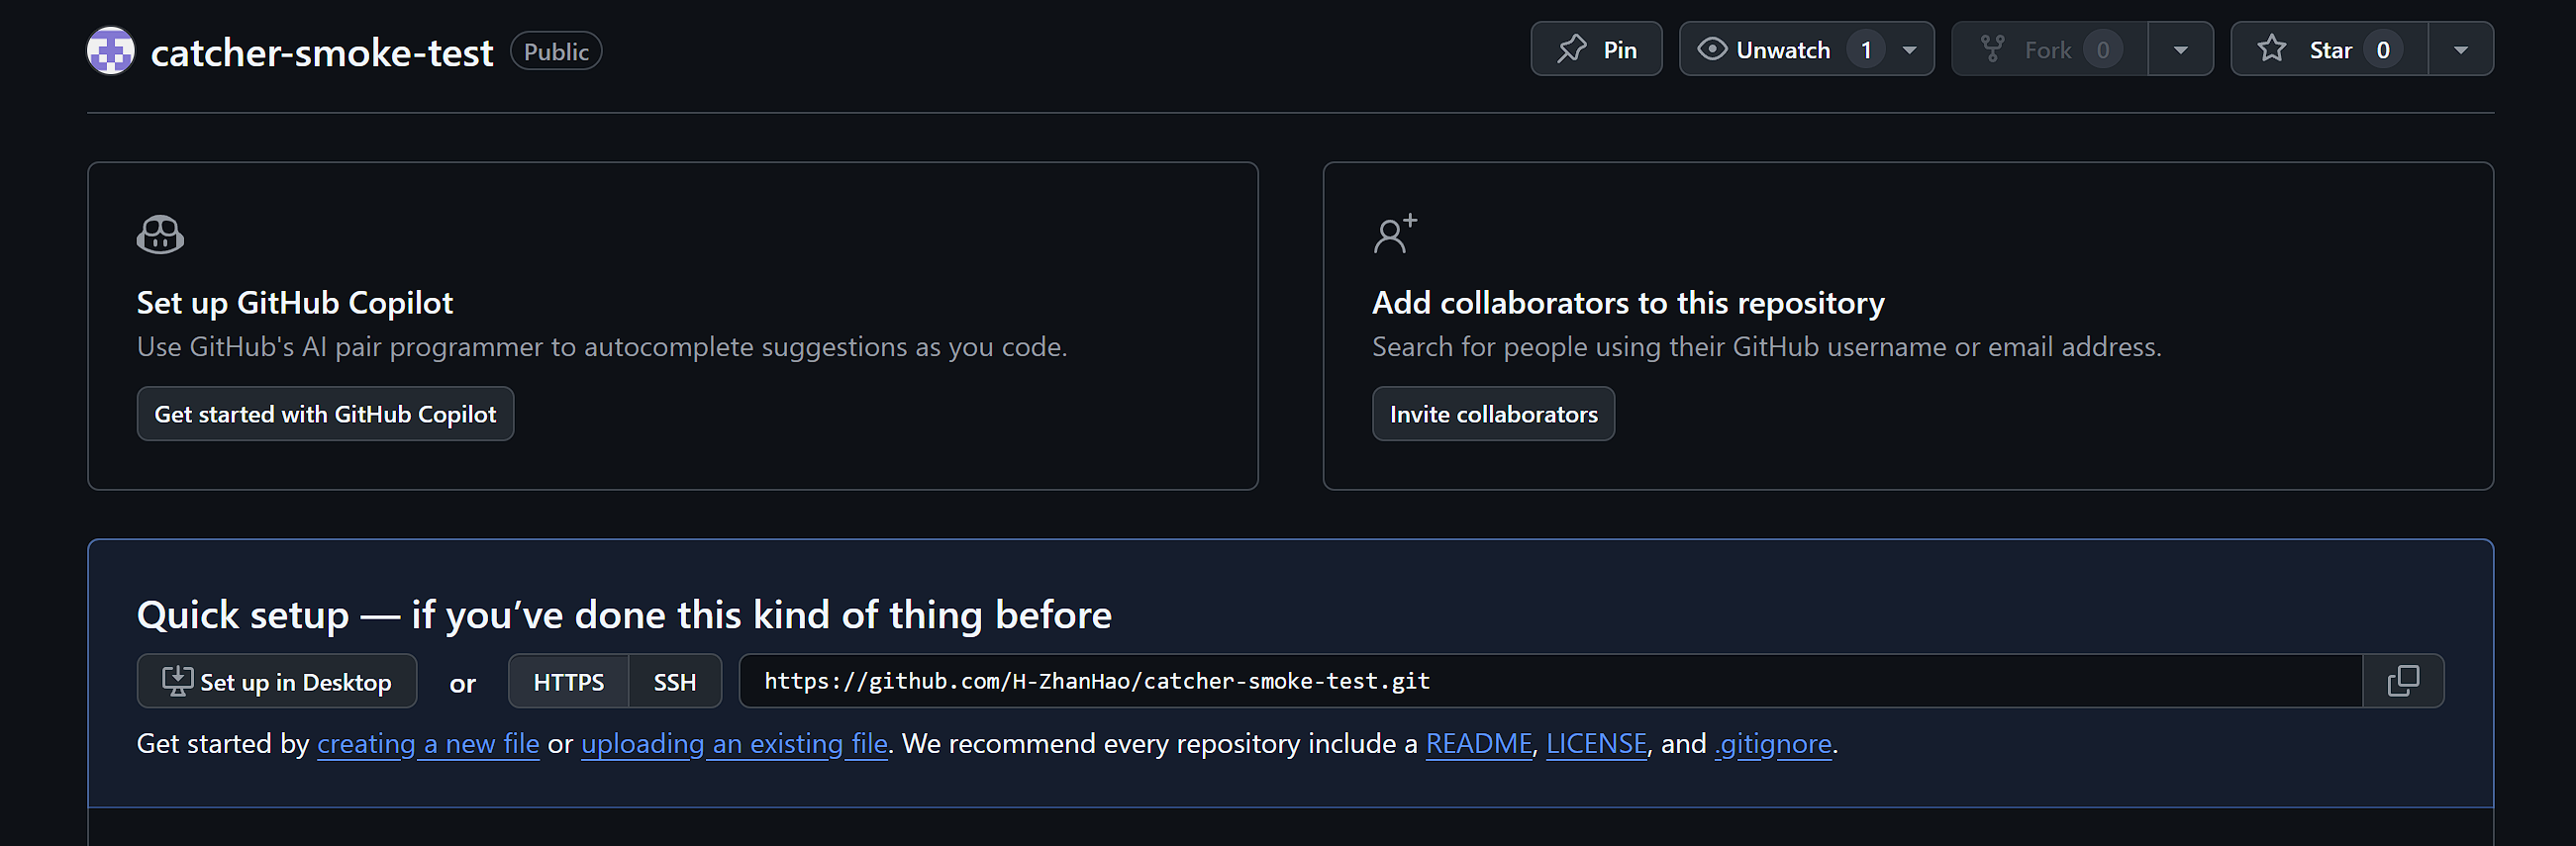 catcher-smoke-test Public Pin Unwatch 1 Fork 0 Star 0
Set up GitHub Copilot
Use GitHub's AI pair programmer to autocomplete suggestions as you code.
Get started with GitHub Copilot
Add collaborators to this repository
Search for people using their GitHub username or email address.
Invite collaborators
Quick setup — if you’ve done this kind of thing before
Set up in Desktop or HTTPS SSH https://github.com/H-ZhanHao/catcher-smoke-test.git
Get started by creating a new file or uploading an existing file. We recommend every repository include a README, LICENSE, and .gitignore.